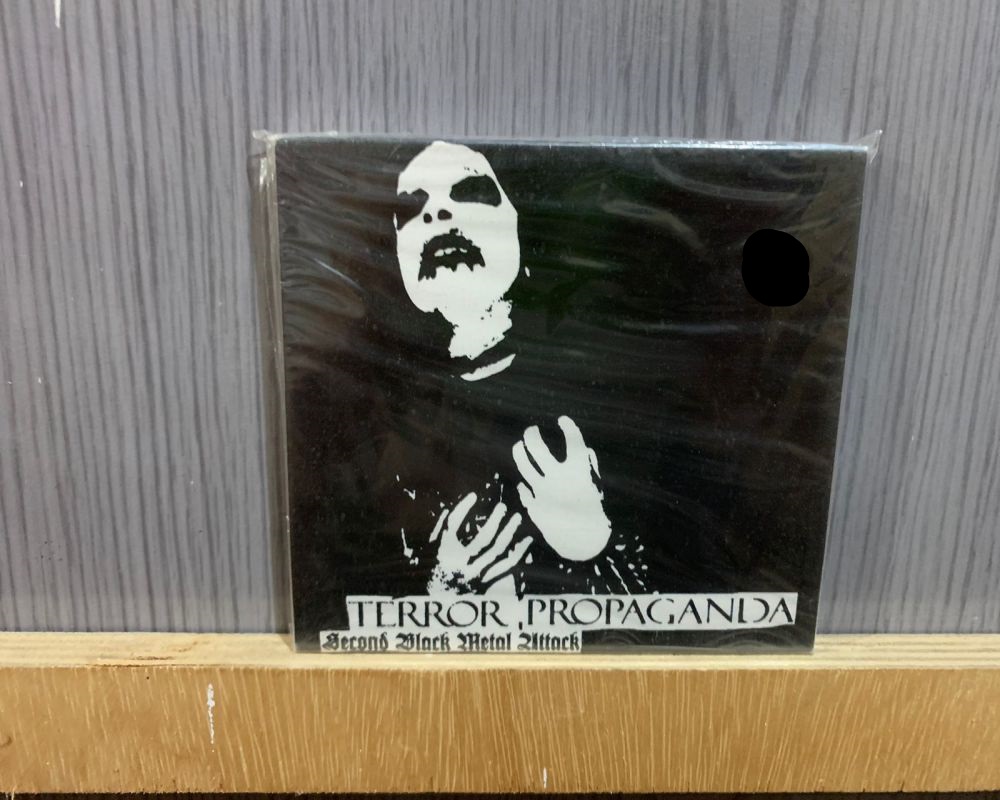 TERROR PROPAGANDA
Second Black Metal Attack